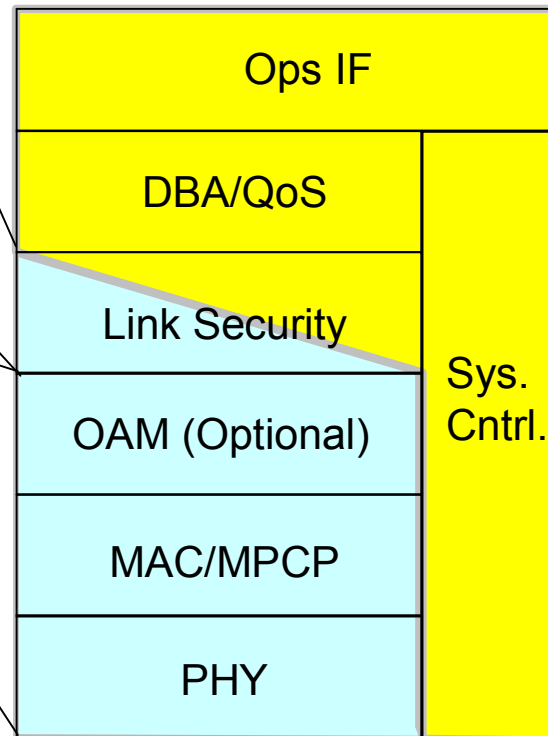 Ops IF
DBA/QoS
Link Security
Sys.
Cntrl.
OAM (Optional)
MAC/MPCP
PHY